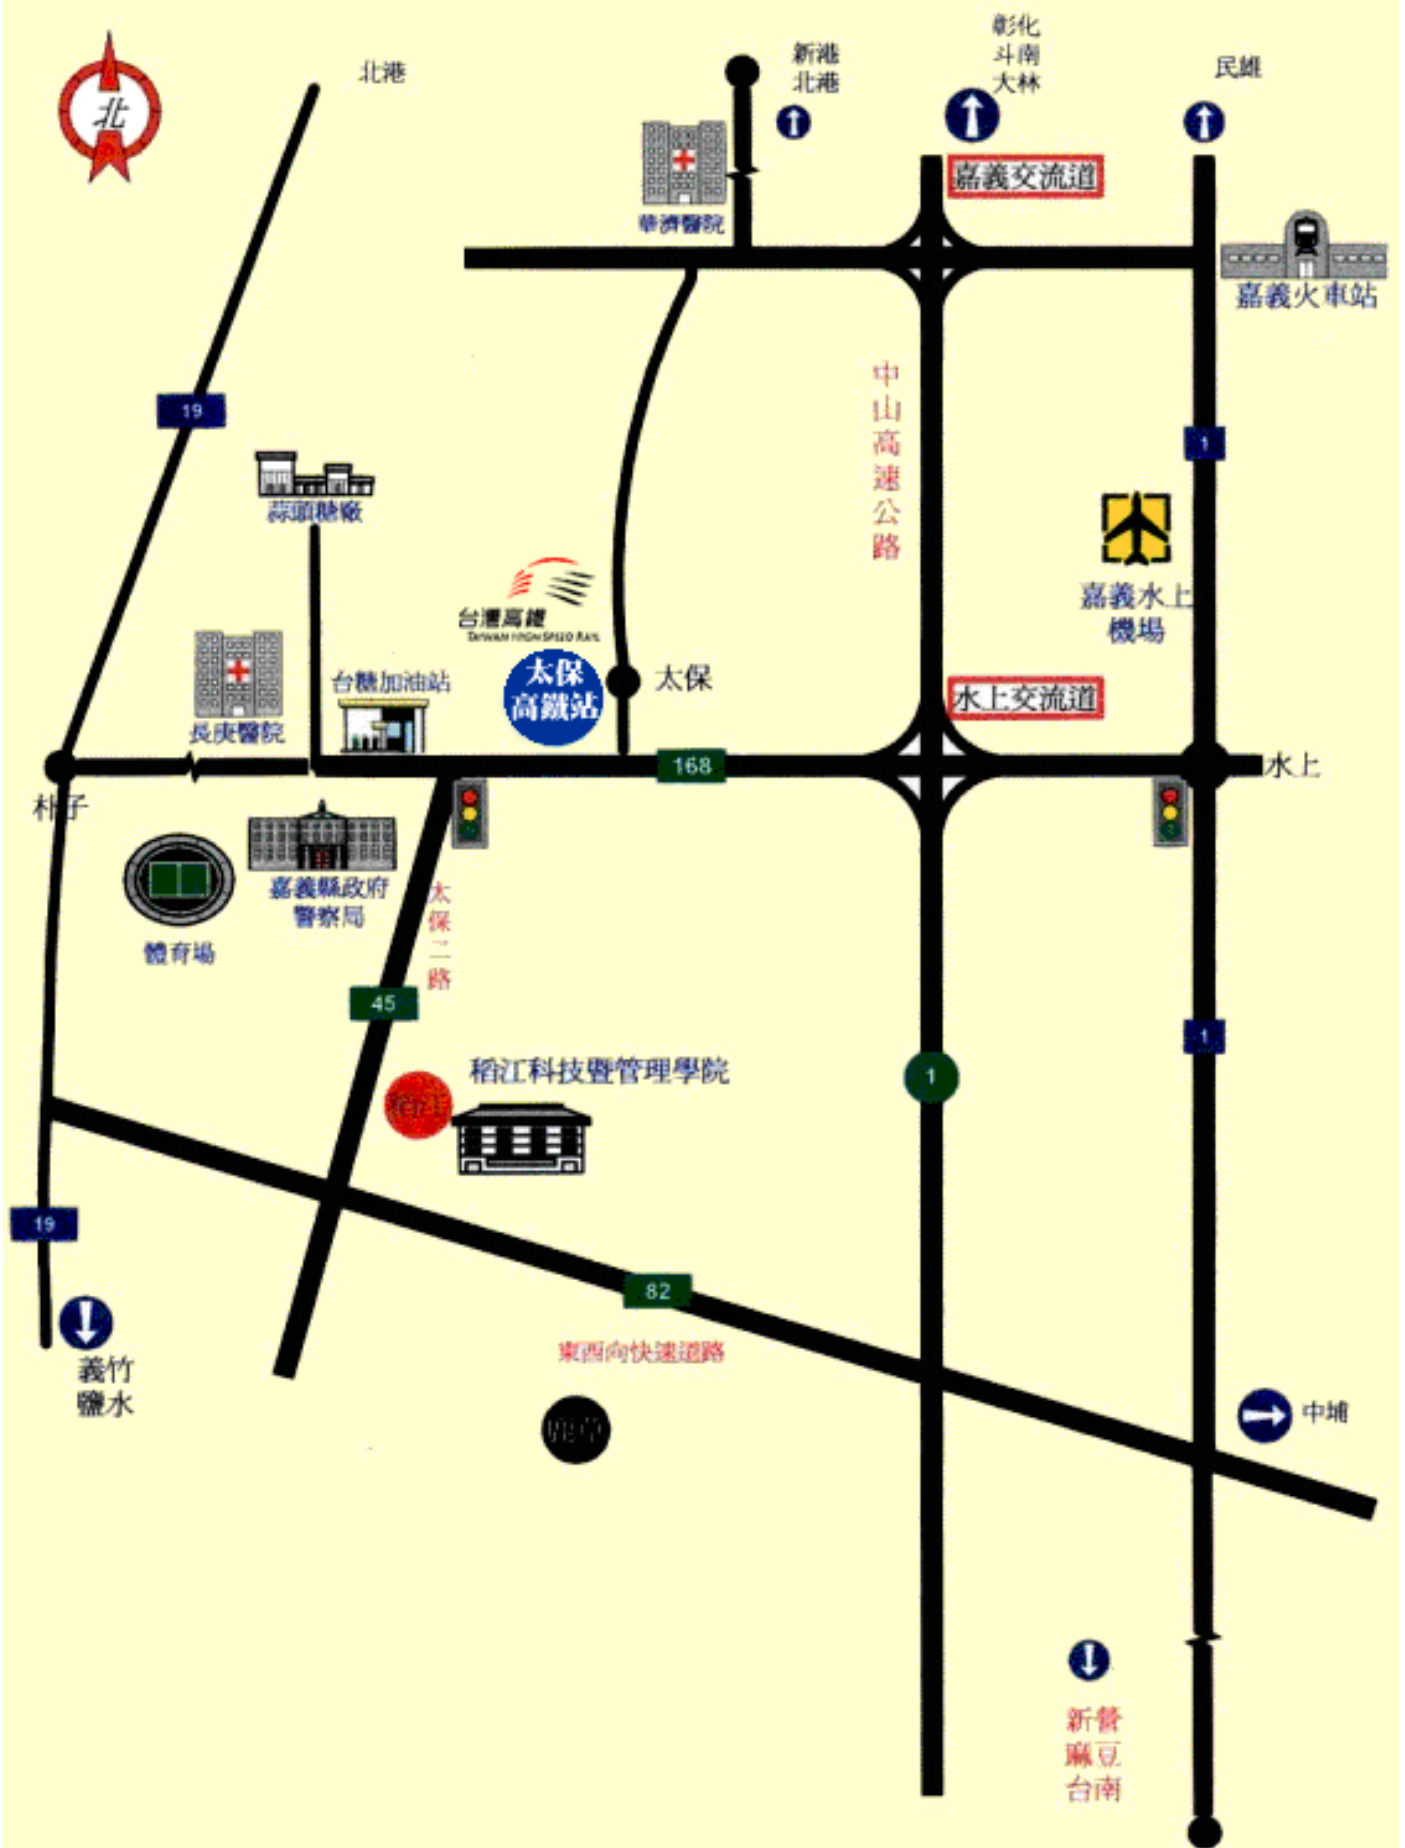 北
北港
新港
北港
彰化
斗南
大林
民雄
嘉義交流道
華濟醫院
嘉義火車站
中山高速公路
19
1
蒜頭糖廠
台灣高鐵
TAIWAN HIGH SPEED RAIL
嘉義水上
機場
長庚醫院
台糖加油站
太保
高鐵站
太保
水上交流道
168
水上
朴子
嘉義縣政府
警察局
體育場
太保二路
45
1
稻江科技暨管理學院
1
19
82
東西向快速道路
義竹
鹽水
中埔
新營
麻豆
台南